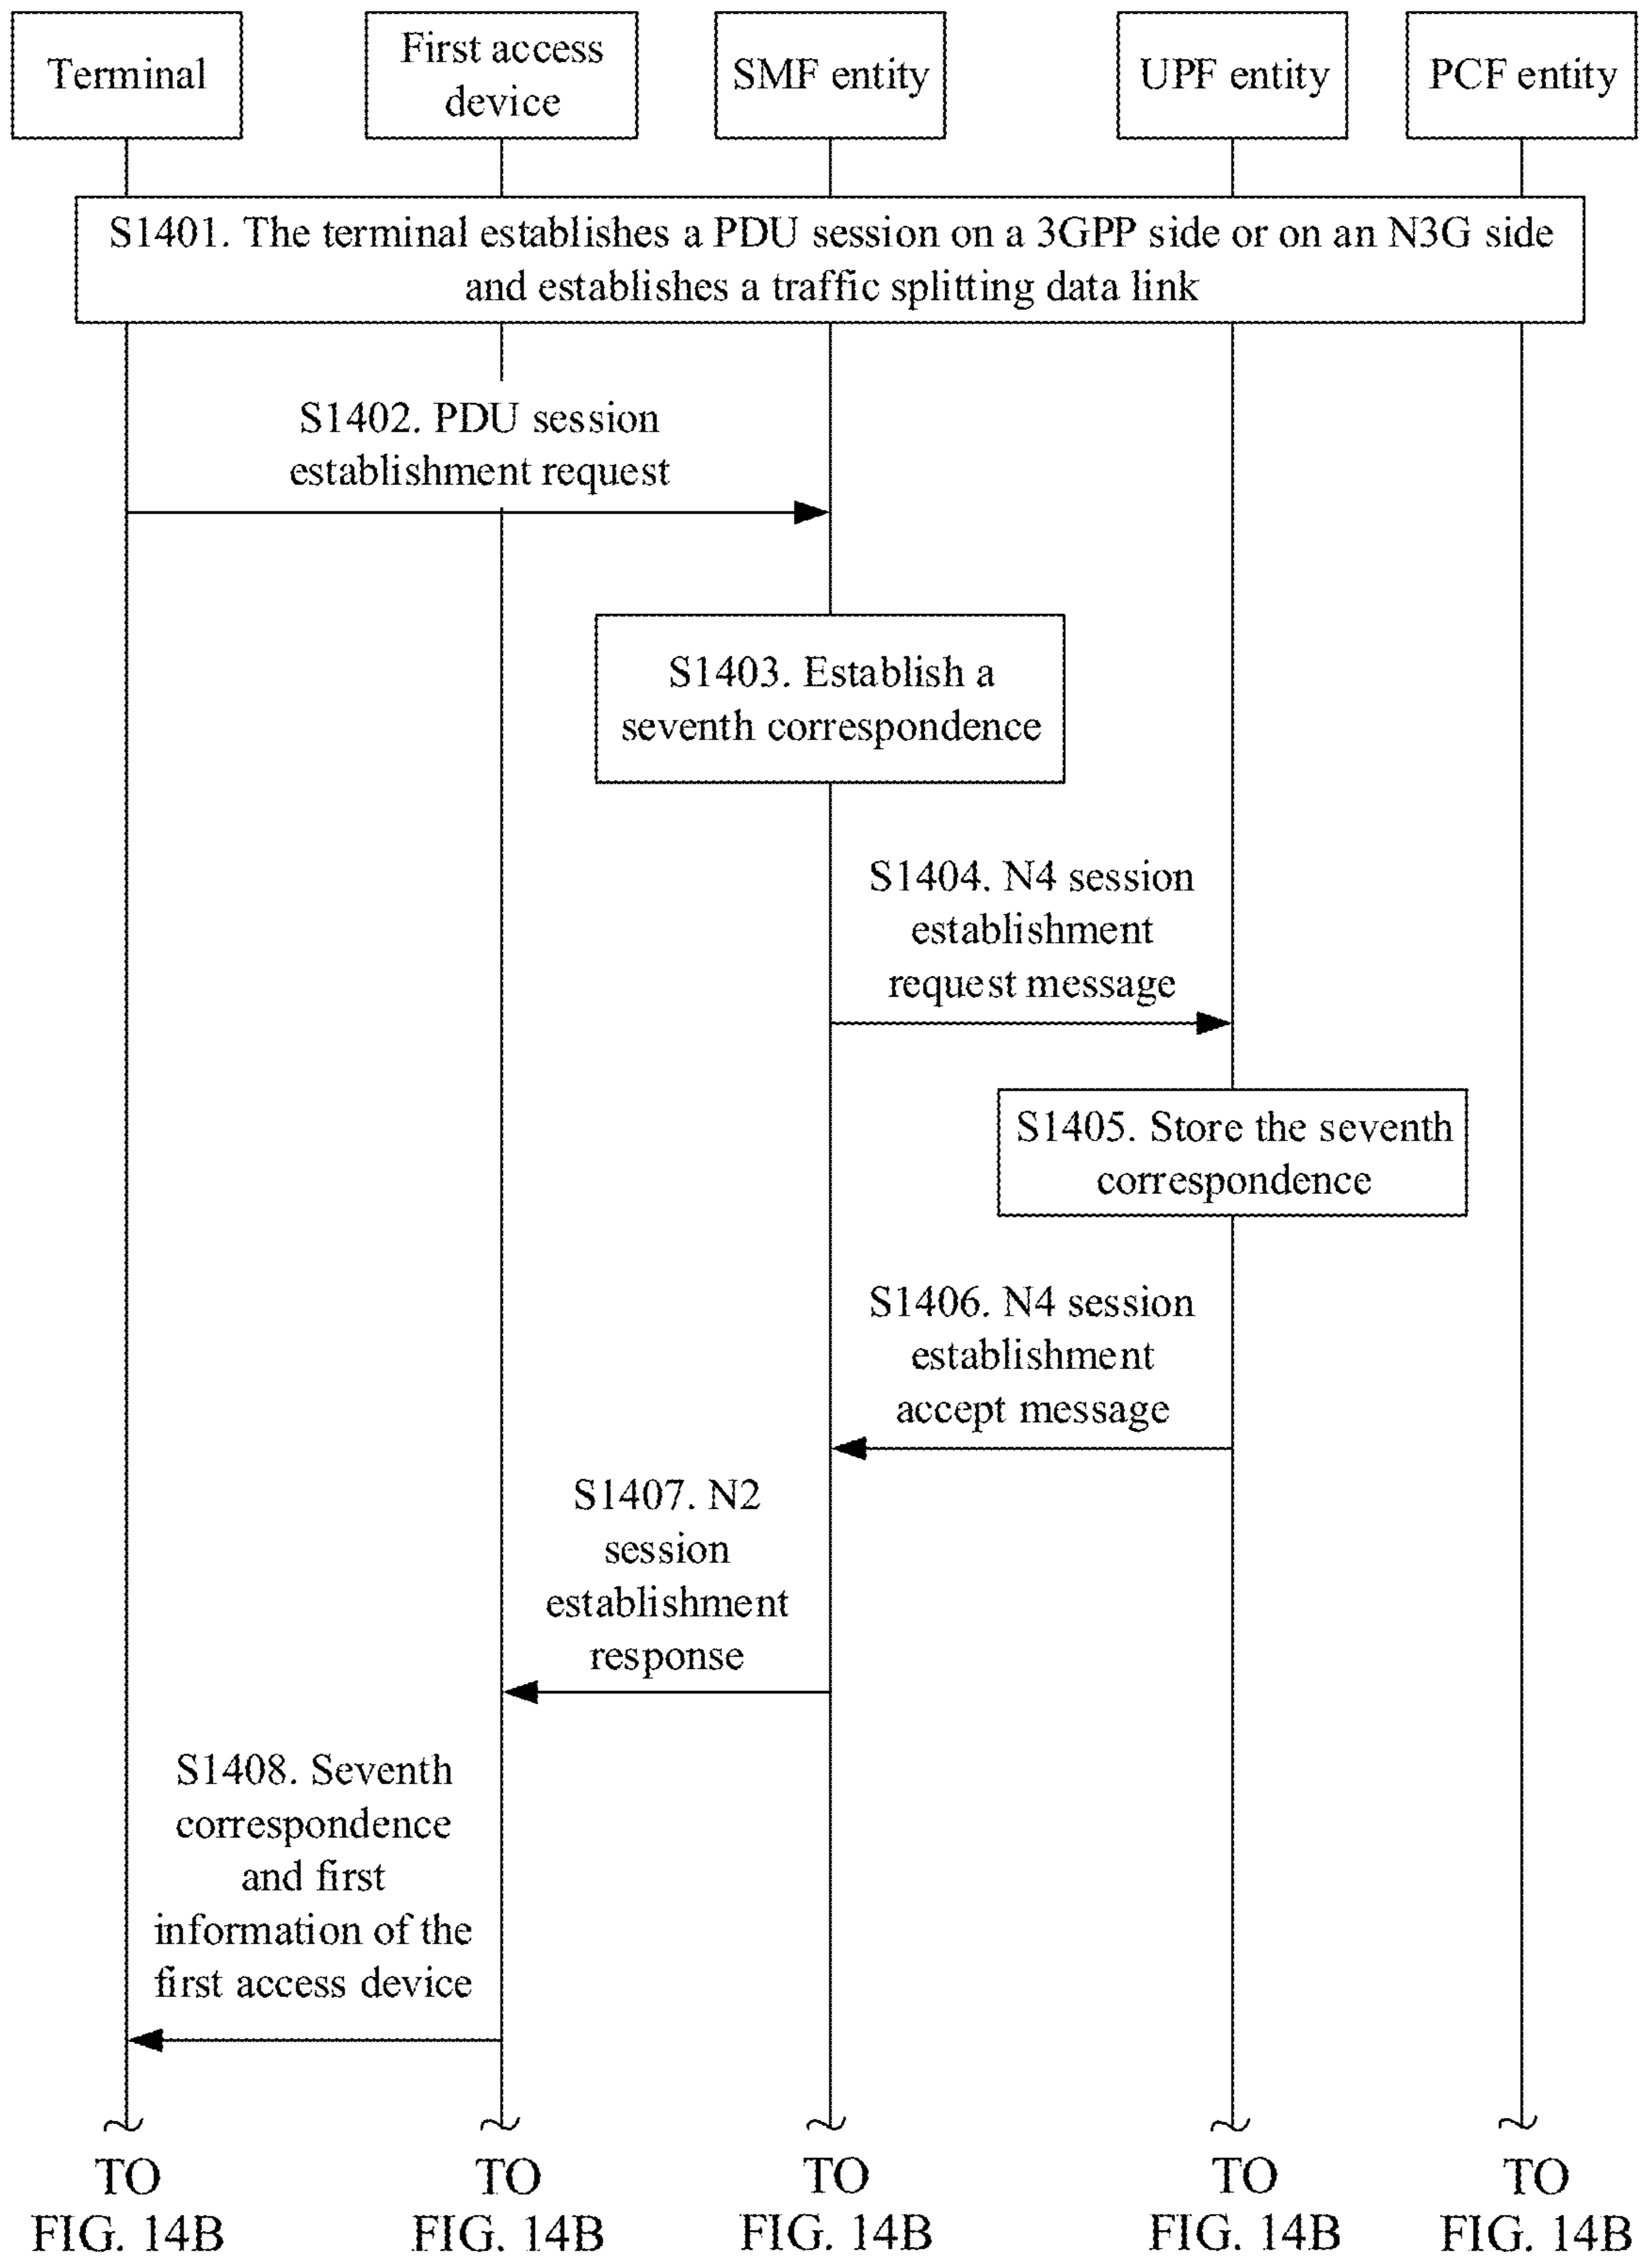 Terminal
First access
device
SMF entity
UPF entity
PCF entity
S1401. The terminal establishes a PDU session on a 3GPP side or on an N3G side
and establishes a traffic splitting data link
S1402. PDU session
establishment request
S1403. Establish a
seventh correspondence
S1404. N4 session
establishment
request message
S1405. Store the seventh
correspondence
S1406. N4 session
establishment
accept message
S1407. N2
session
establishment
response
S1408. Seventh
correspondence
and first
information of the
first access device
TO
FIG. 14B
TO
FIG. 14B
TO
FIG. 14B
TO
FIG. 14B
TO
FIG. 14B